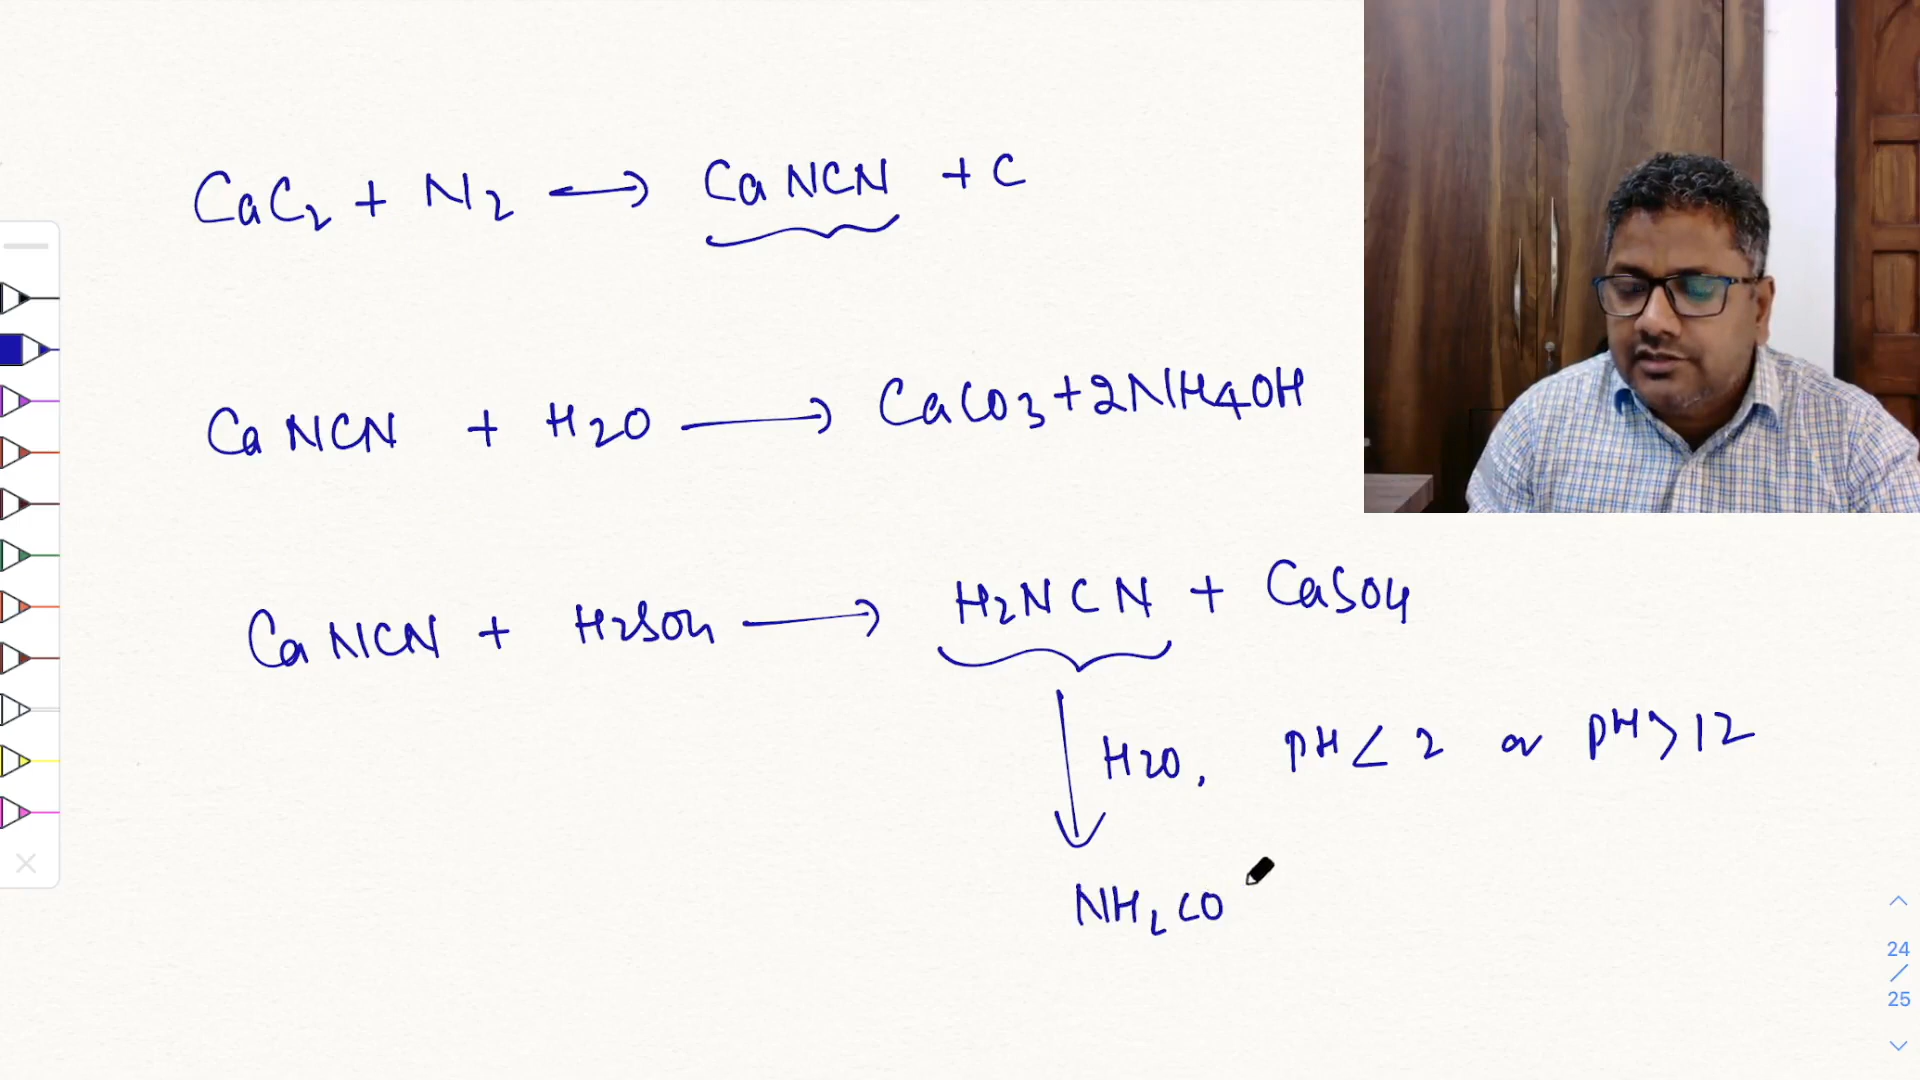 CaC2 + N2 ⟷ CaNCN + C
CaNCN + H2O ⟶ CaCO3 + 2NH4OH
CaNCN + H2SO4 ⟶ H2NCN + CaSO4
H2O, PH < 2 or PH > 12
NH2CO
24
/
25